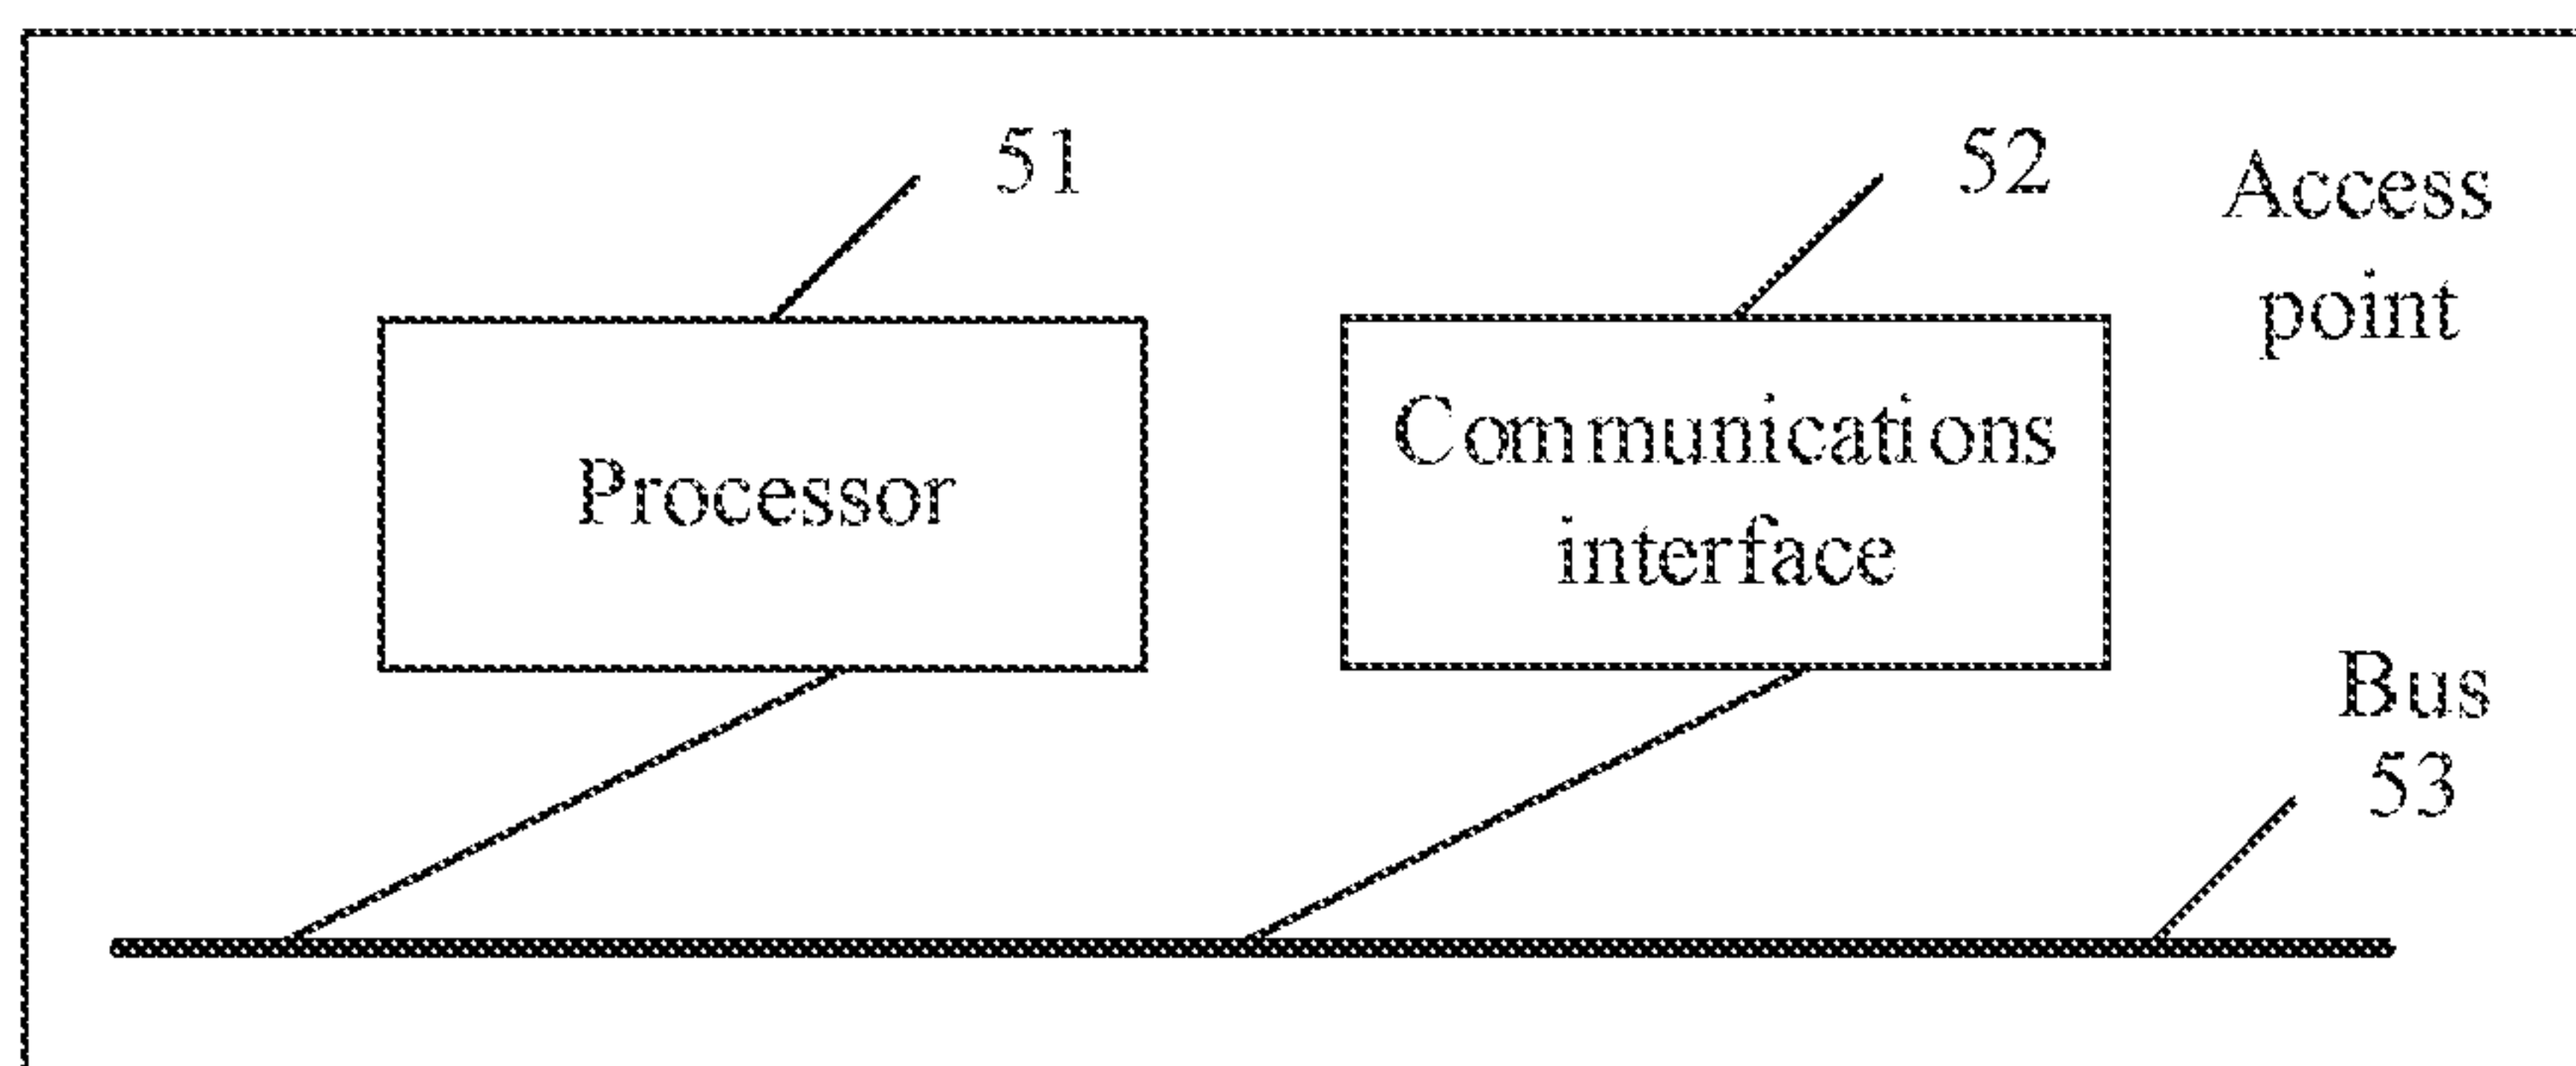 51
52
Access
point
Processor
Communications
interface
Bus
53